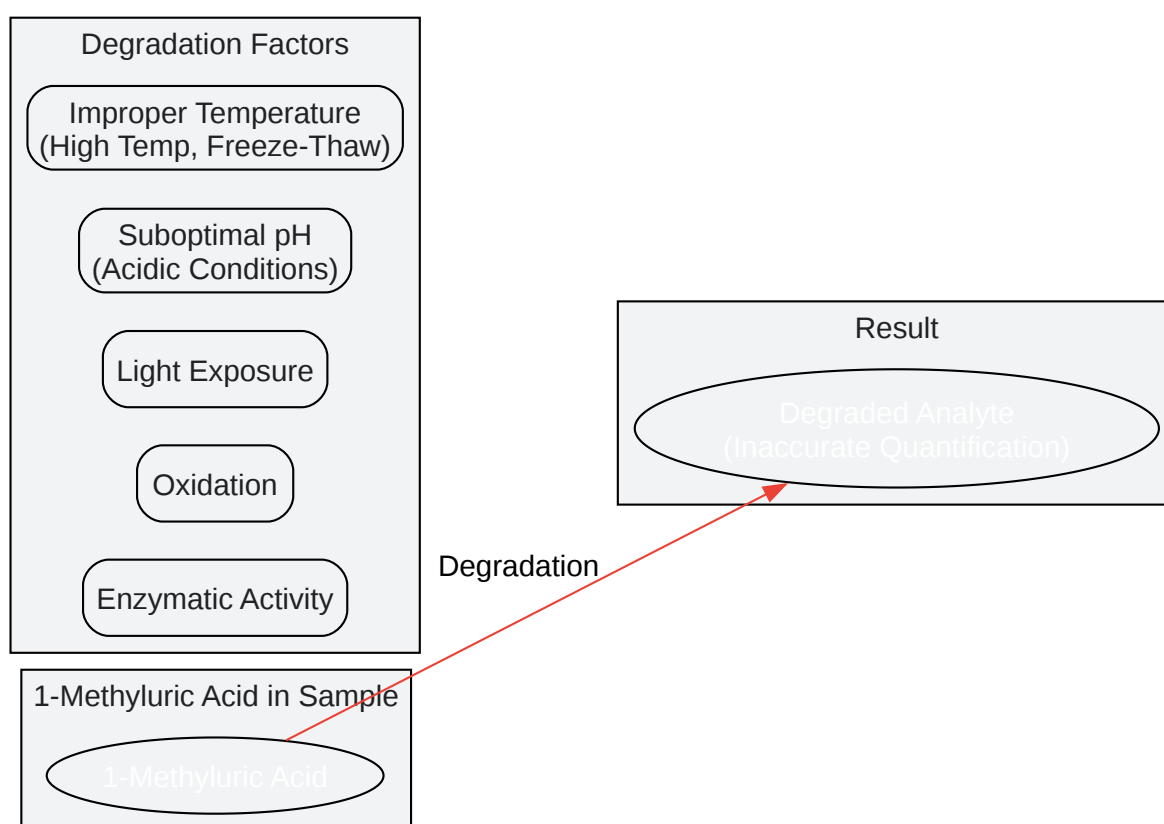 Degradation Factors
Improper Temperature
(High Temp, Freeze-Thaw)
Suboptimal pH
(Acidic Conditions)
Light Exposure
Oxidation
Enzymatic Activity
1-Methyluric Acid in Sample
1-Methyluric Acid
Degradation
Result
Degraded Analyte
(Inaccurate Quantification)